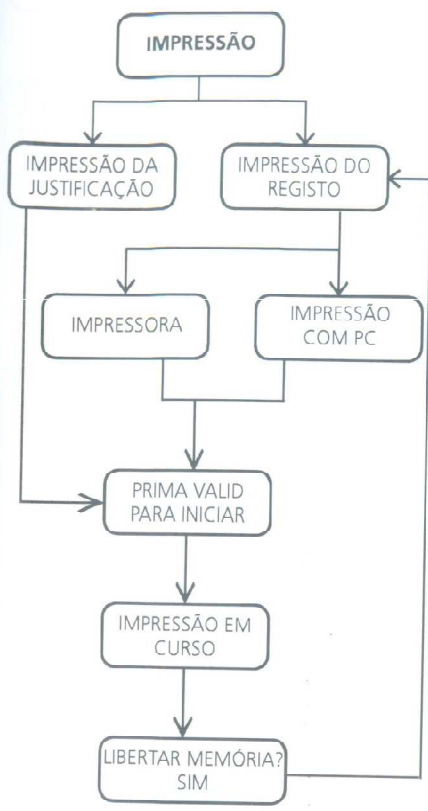 IMPRESSÃO
IMPRESSÃO DA
JUSTIFICAÇÃO
IMPRESSÃO DO
REGISTO
IMPRESSORA
IMPRESSÃO
COM PC
PRIMA VALID
PARA INICIAR
IMPRESSÃO EM
CURSO
LIBERTAR MEMÓRIA?
SIM